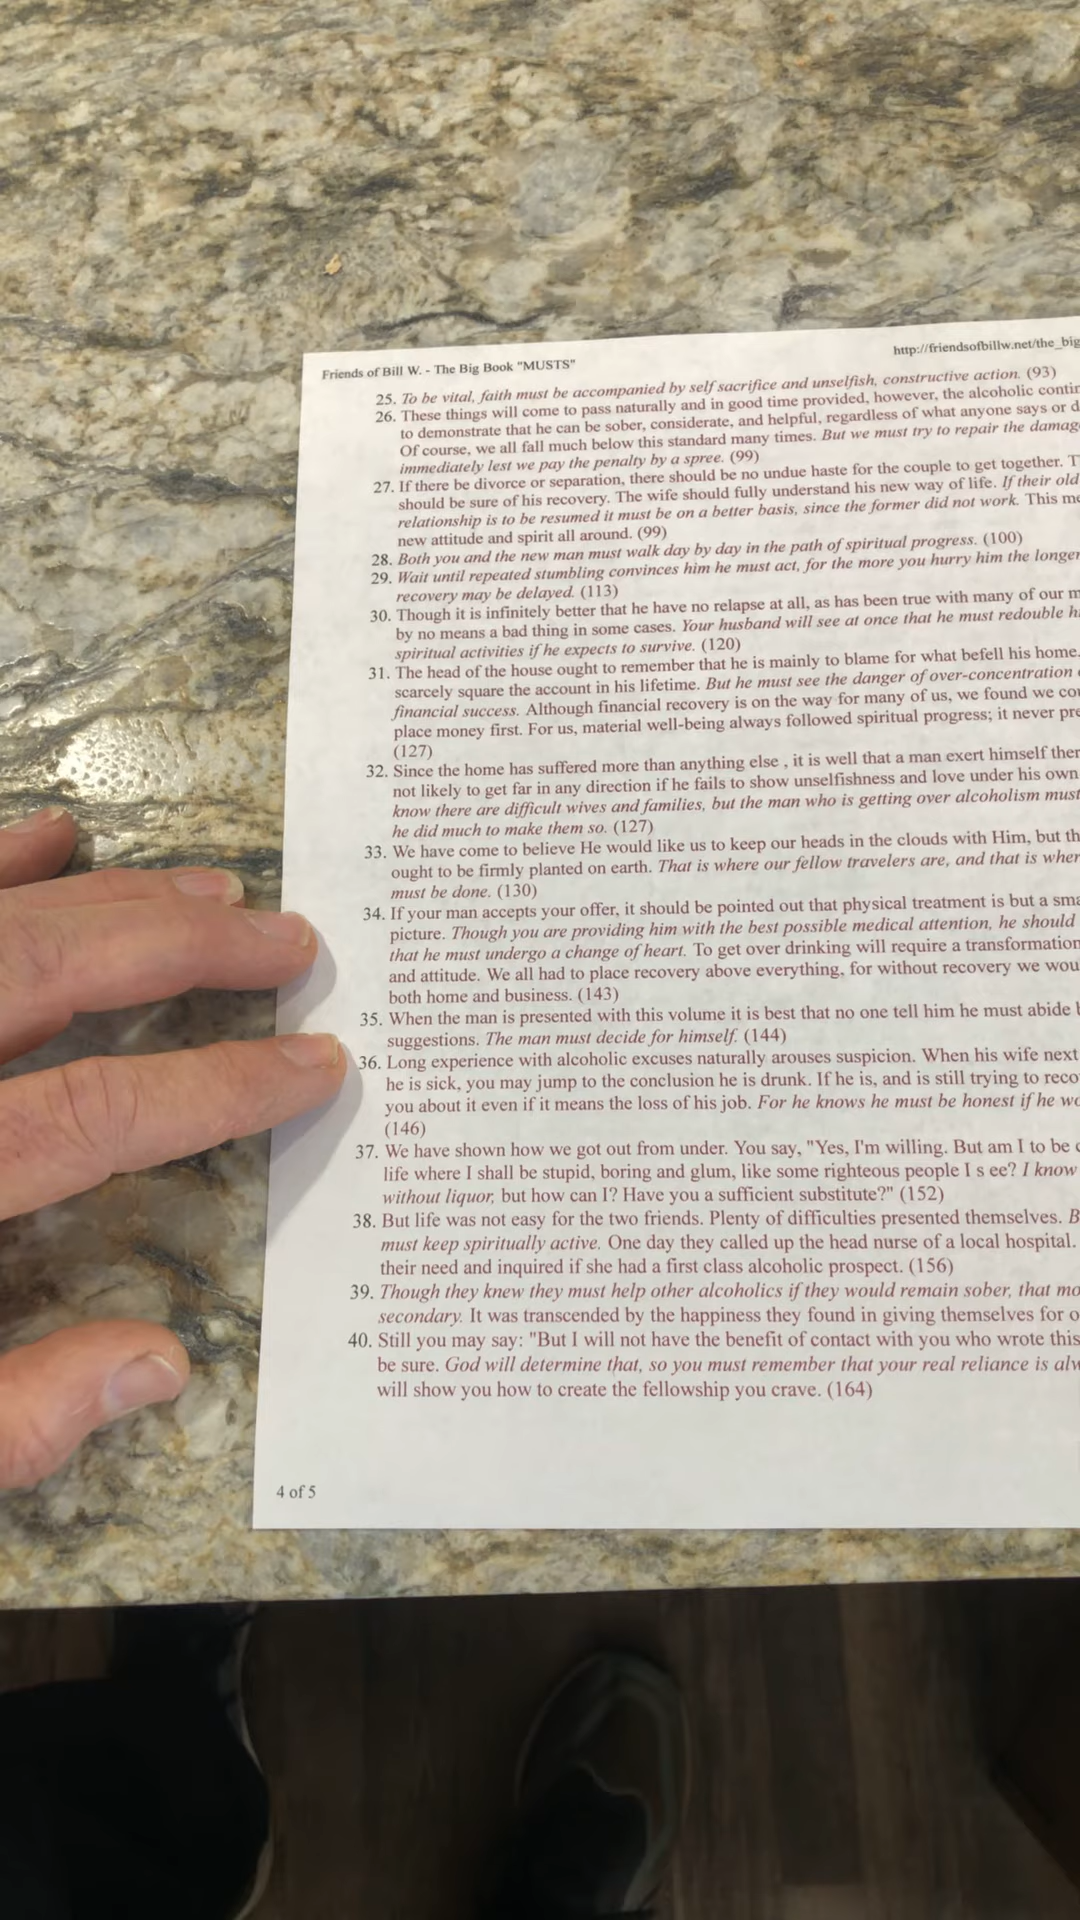 Friends of Bill W. - The Big Book "MUSTS"
http://friendsofbillw.net/the_big
25. To be vital, faith must be accompanied by self sacrifice and unselfish, constructive action. (93)
26. These things will come to pass naturally and in good time provided, however, the alcoholic
to demonstrate that he can be sober, considerate, and helpful, regardless of what anyone says or
Of course, we all fall much below this standard many times. But we must try to repair the
immediately lest we pay the penalty by a spree. (99)
27. If there be divorce or separation, there should be no undue haste for the couple to get together.
should be sure of his recovery. The wife should fully understand his new way of life. If their old
relationship is to be resumed it must be on a better basis, since the former did not work. This
new attitude and spirit all around. (99)
28. Both you and the new man must walk day by day in the path of spiritual progress. (100)
29. Wait until repeated stumbling convinces him he must act, for the more you hurry him the longer
recovery may be delayed. (113)
30. Though it is infinitely better that he have no relapse at all, as has been true with many of our
by no means a bad thing in some cases. Your husband will see at once that he must redouble
spiritual activities if he expects to survive. (120)
31. The head of the house ought to remember that he is mainly to blame for what befell his home.
scarcely square the account in his lifetime. But he must see the danger of over-concentration
financial success. Although financial recovery is on the way for many of us, we found we
place money first. For us, material well-being always followed spiritual progress; it never
(127)
32. Since the home has suffered more than anything else , it is well that a man exert himself
not likely to get far in any direction if he fails to show unselfishness and love under his own
know there are difficult wives and families, but the man who is getting over alcoholism must
he did much to make them so. (127)
33. We have come to believe He would like us to keep our heads in the clouds with Him, but
ought to be firmly planted on earth. That is where our fellow travelers are, and that is
must be done. (130)
34. If your man accepts your offer, it should be pointed out that physical treatment is but a
picture. Though you are providing him with the best possible medical attention, he should
that he must undergo a change of heart. To get over drinking will require a transformation
and attitude. We all had to place recovery above everything, for without recovery we
both home and business. (143)
35. When the man is presented with this volume it is best that no one tell him he must abide
suggestions. The man must decide for himself. (144)
36. Long experience with alcoholic excuses naturally arouses suspicion. When his wife next
he is sick, you may jump to the conclusion he is drunk. If he is, and is still trying to
you about it even if it means the loss of his job. For he knows he must be honest if he
(146)
37. We have shown how we got out from under. You say, "Yes, I'm willing. But am I to be
life where I shall be stupid, boring and glum, like some righteous people I s ee? I know
without liquor, but how can I? Have you a sufficient substitute?" (152)
38. But life was not easy for the two friends. Plenty of difficulties presented themselves.
must keep spiritually active. One day they called up the head nurse of a local hospital.
their need and inquired if she had a first class alcoholic prospect. (156)
39. Though they knew they must help other alcoholics if they would remain sober, that
secondary. It was transcended by the happiness they found in giving themselves for
40. Still you may say: "But I will not have the benefit of contact with you who wrote this
be sure. God will determine that, so you must remember that your real reliance is
will show you how to create the fellowship you crave. (164)
4 of 5